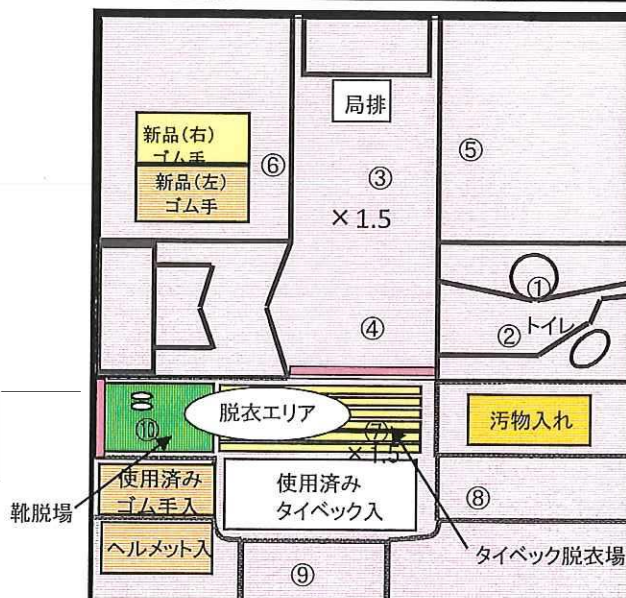 局排
新品(右)
ゴム手
新品(左)
ゴム手
⑥
③
⑤
×1.5
①
④
②
トイレ
脱衣エリア
⑩
⑦
×1.5
汚物入れ
使用済み
ゴム手入
使用済み
タイベック入
⑧
靴脱場
ヘルメット入
⑨
タイベック脱衣場